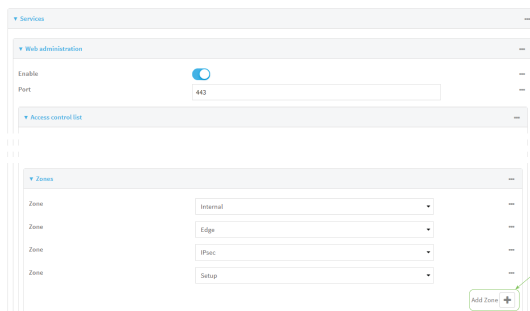 Services
Web administration
Enable
Port 443
Access control list
Zones
Zone Internal
Zone Edge
Zone IPsec
Zone Setup
Add Zone